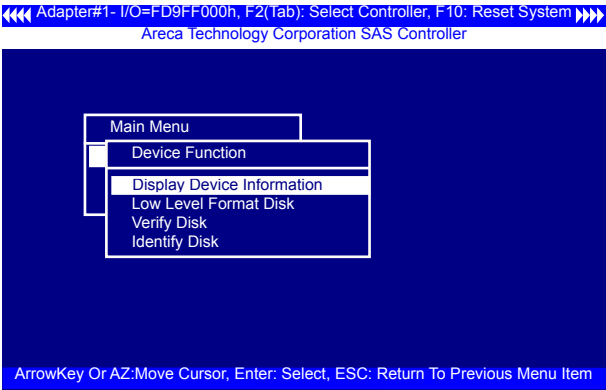 Adapter#1- I/O=FD9FF000h, F2(Tab): Select Controller, F10: Reset System
Areca Technology Corporation SAS Controller
Main Menu
Device Function
Display Device Information
Low Level Format Disk
Verify Disk
Identify Disk
ArrowKey Or AZ:Move Cursor, Enter: Select, ESC: Return To Previous Menu Item